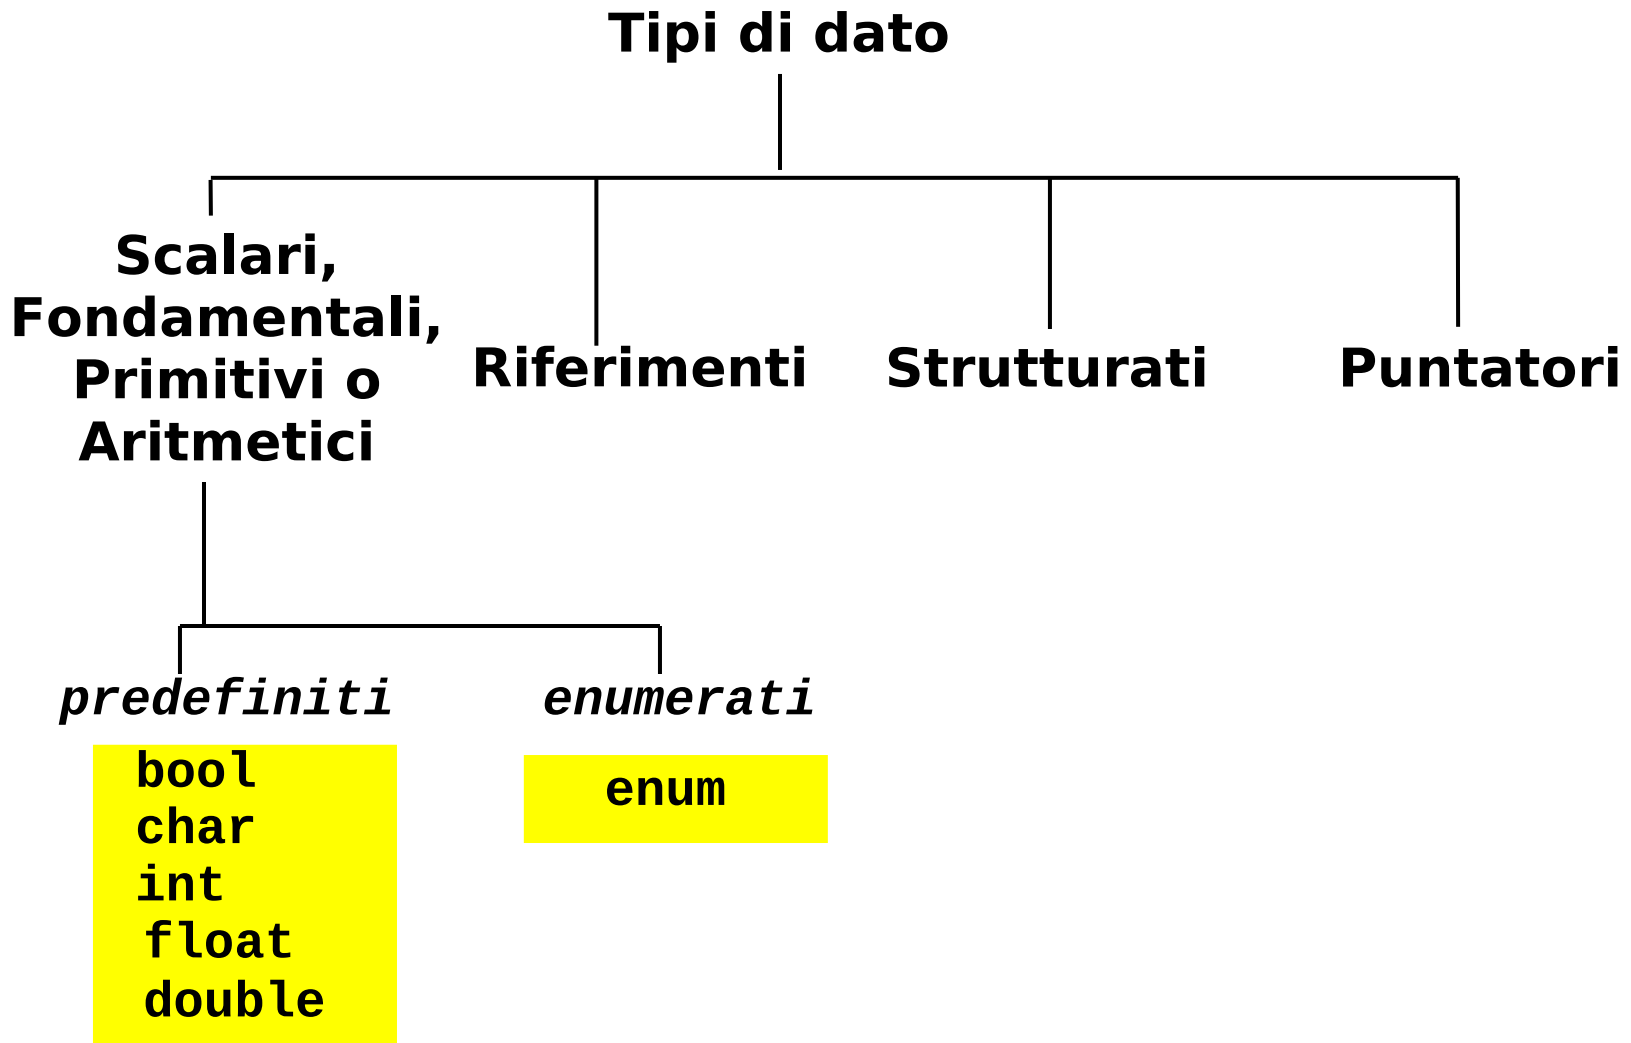 Tipi di dato
Scalari,
Fondamentali,
Primitivi o
Aritmetici
Riferimenti
Strutturati
Puntatori
predefiniti
enumerati
bool
char
int
float
double
enum